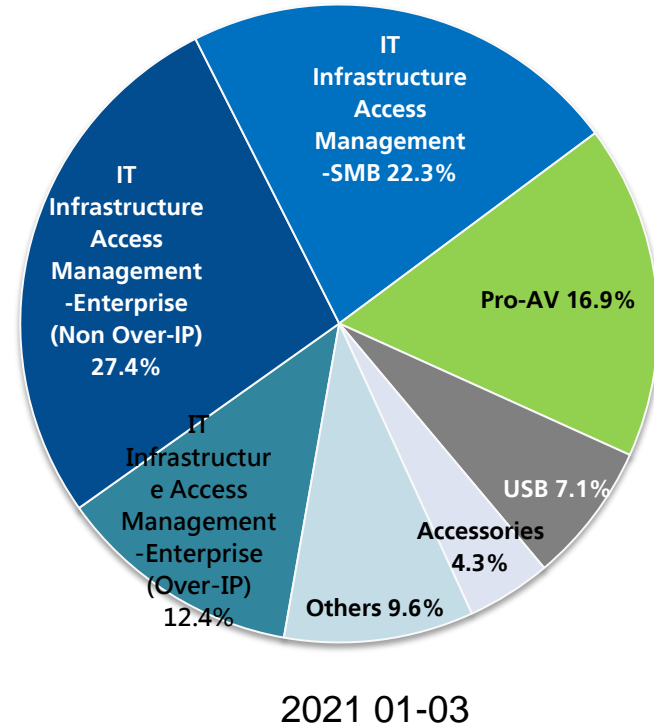 IT
Infrastructure
Access
Management
-SMB 22.3%
IT
Infrastructure
Access
Management
-Enterprise
(Non Over-IP)
27.4%
Pro-AV 16.9%
USB 7.1%
Accessories
4.3%
Others 9.6%
IT
Infrastructur
e Access
Management
-Enterprise
(Over-IP)
12.4%
2021 01-03